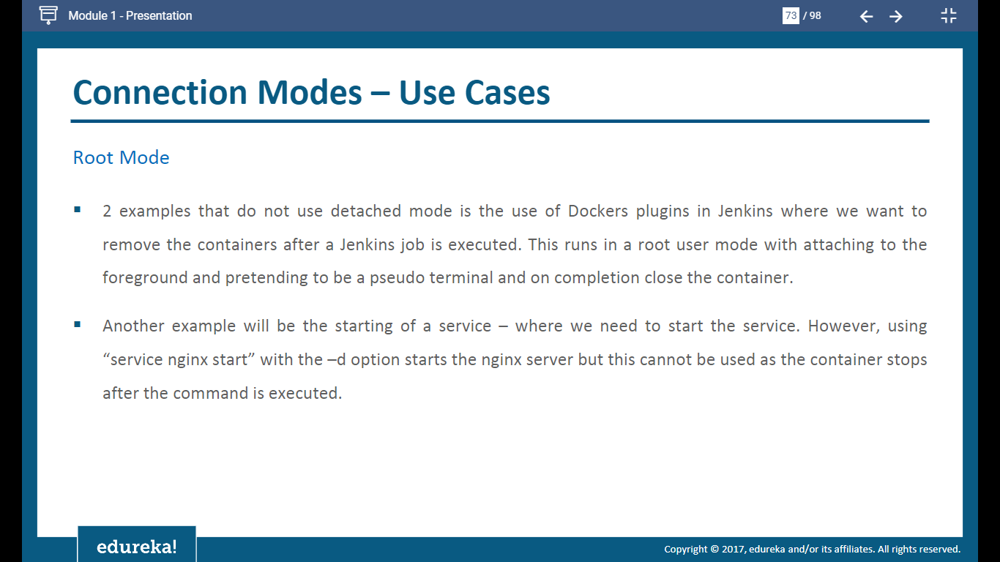 Module 1 - Presentation
73 / 98
Connection Modes – Use Cases
Root Mode
▪ 2 examples that do not use detached mode is the use of Dockers plugins in Jenkins where we want to
remove the containers after a Jenkins job is executed. This runs in a root user mode with attaching to the
foreground and pretending to be a pseudo terminal and on completion close the container.
▪ Another example will be the starting of a service – where we need to start the service. However, using
“service nginx start” with the –d option starts the nginx server but this cannot be used as the container stops
after the command is executed.
edureka!
Copyright © 2017, edureka and/or its affiliates. All rights reserved.